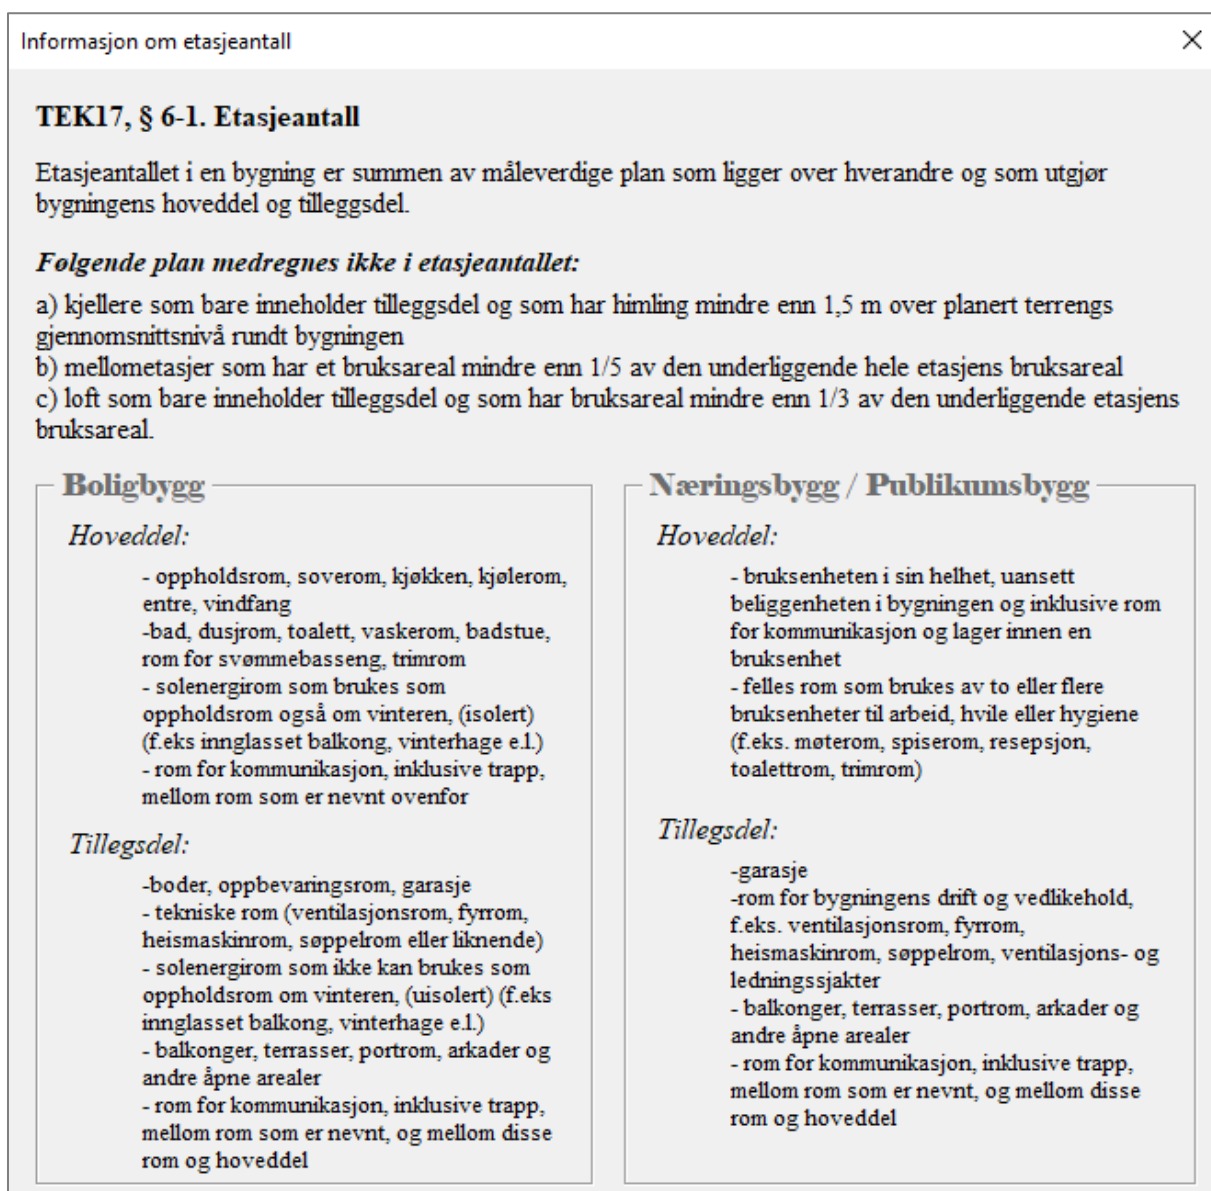 Informasjon om etasjeantall
TEK17, § 6-1. Etasjeantall
Etasjeantallet i en bygning er summen av måleverdige plan som ligger over hverandre og som utgjør
bygningens hoveddel og tilleggsdel.
Følgende plan medregnes ikke i etasjeantallet:
a) kjellere som bare inneholder tilleggsdel og som har himling mindre enn 1,5 m over planert terrengs
gjennomsnittsnivå rundt bygningen
b) mellometasjer som har et bruksareal mindre enn 1/5 av den underliggende hele etasjens bruksareal
c) loft som bare inneholder tilleggsdel og som har bruksareal mindre enn 1/3 av den underliggende etasjens
bruksareal.
Boligbygg
Hoveddel:
- oppholdsrom, soverom, kjøkken, kjølerom,
entre, vindfang
-bad, dusjrom, toalett, vaskerom, badstue,
rom for svømmebasseng, trimrom
- solenergirom som brukes som
oppholdsrom også om vinteren, (isolert)
(f.eks innglasset balkong, vinterhage e.l.)
- rom for kommunikasjon, inklusive trapp,
mellom rom som er nevnt ovenfor
Tillegsdel:
-boder, oppbevaringsrom, garasje
- tekniske rom (ventilasjonsrom, fyrrom,
heismaskinrom, søppelrom eller liknende)
- solenergirom som ikke kan brukes som
oppholdsrom om vinteren, (uisolert) (f.eks
innglasset balkong, vinterhage e.l.)
- balkonger, terrasser, portrom, arkader og
andre åpne arealer
- rom for kommunikasjon, inklusive trapp,
mellom rom som er nevnt, og mellom disse
rom og hoveddel
Næringsbygg / Publikumsbygg
Hoveddel:
- bruksenheten i sin helhet, uansett
beliggenheten i bygningen og inklusive rom
for kommunikasjon og lager innen en
bruksenhet
- felles rom som brukes av to eller flere
bruksenheter til arbeid, hvile eller hygiene
(f.eks. møterom, spiserom, resepsjon,
toalettrom, trimrom)
Tillegsdel:
-garasje
-rom for bygningens drift og vedlikehold,
f.eks. ventilasjonsrom, fyrrom,
heismaskinrom, søppelrom, ventilasjons- og
ledningssjakter
- balkonger, terrasser, portrom, arkader og
andre åpne arealer
- rom for kommunikasjon, inklusive trapp,
mellom rom som er nevnt, og mellom disse
rom og hoveddel